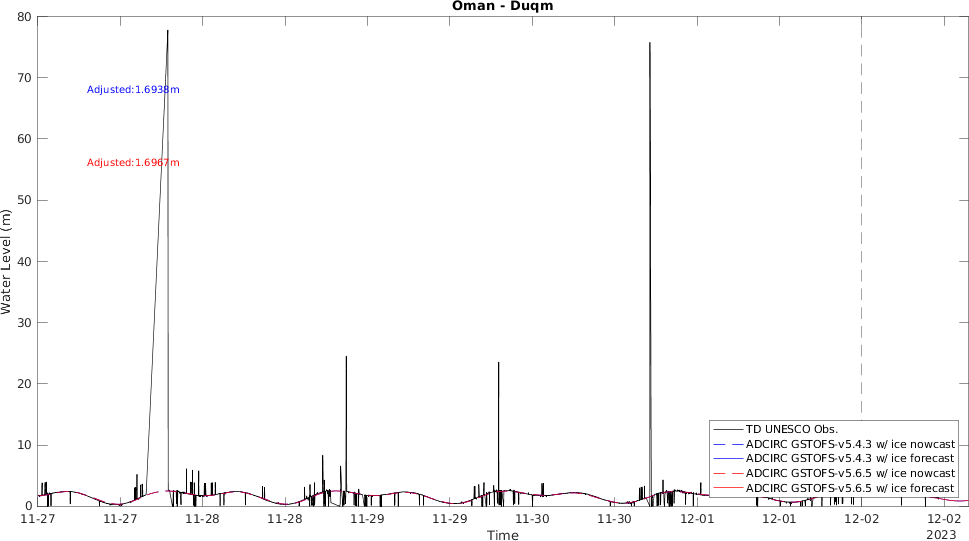 Oman - Duqm
80
70
60
50
40
30
20
10
0
Water Level (m)
Adjusted:1.6938m
Adjusted:1.6967m
TD UNESCO Obs.
ADCIRC GSTOFS-v5.4.3 w/ ice nowcast
ADCIRC GSTOFS-v5.4.3 w/ ice forecast
ADCIRC GSTOFS-v5.6.5 w/ ice nowcast
ADCIRC GSTOFS-v5.6.5 w/ ice forecast
11-27 11-27 11-28 11-28 11-29 11-29 11-30 11-30 12-01 12-01 12-02 12-02
2023
Time